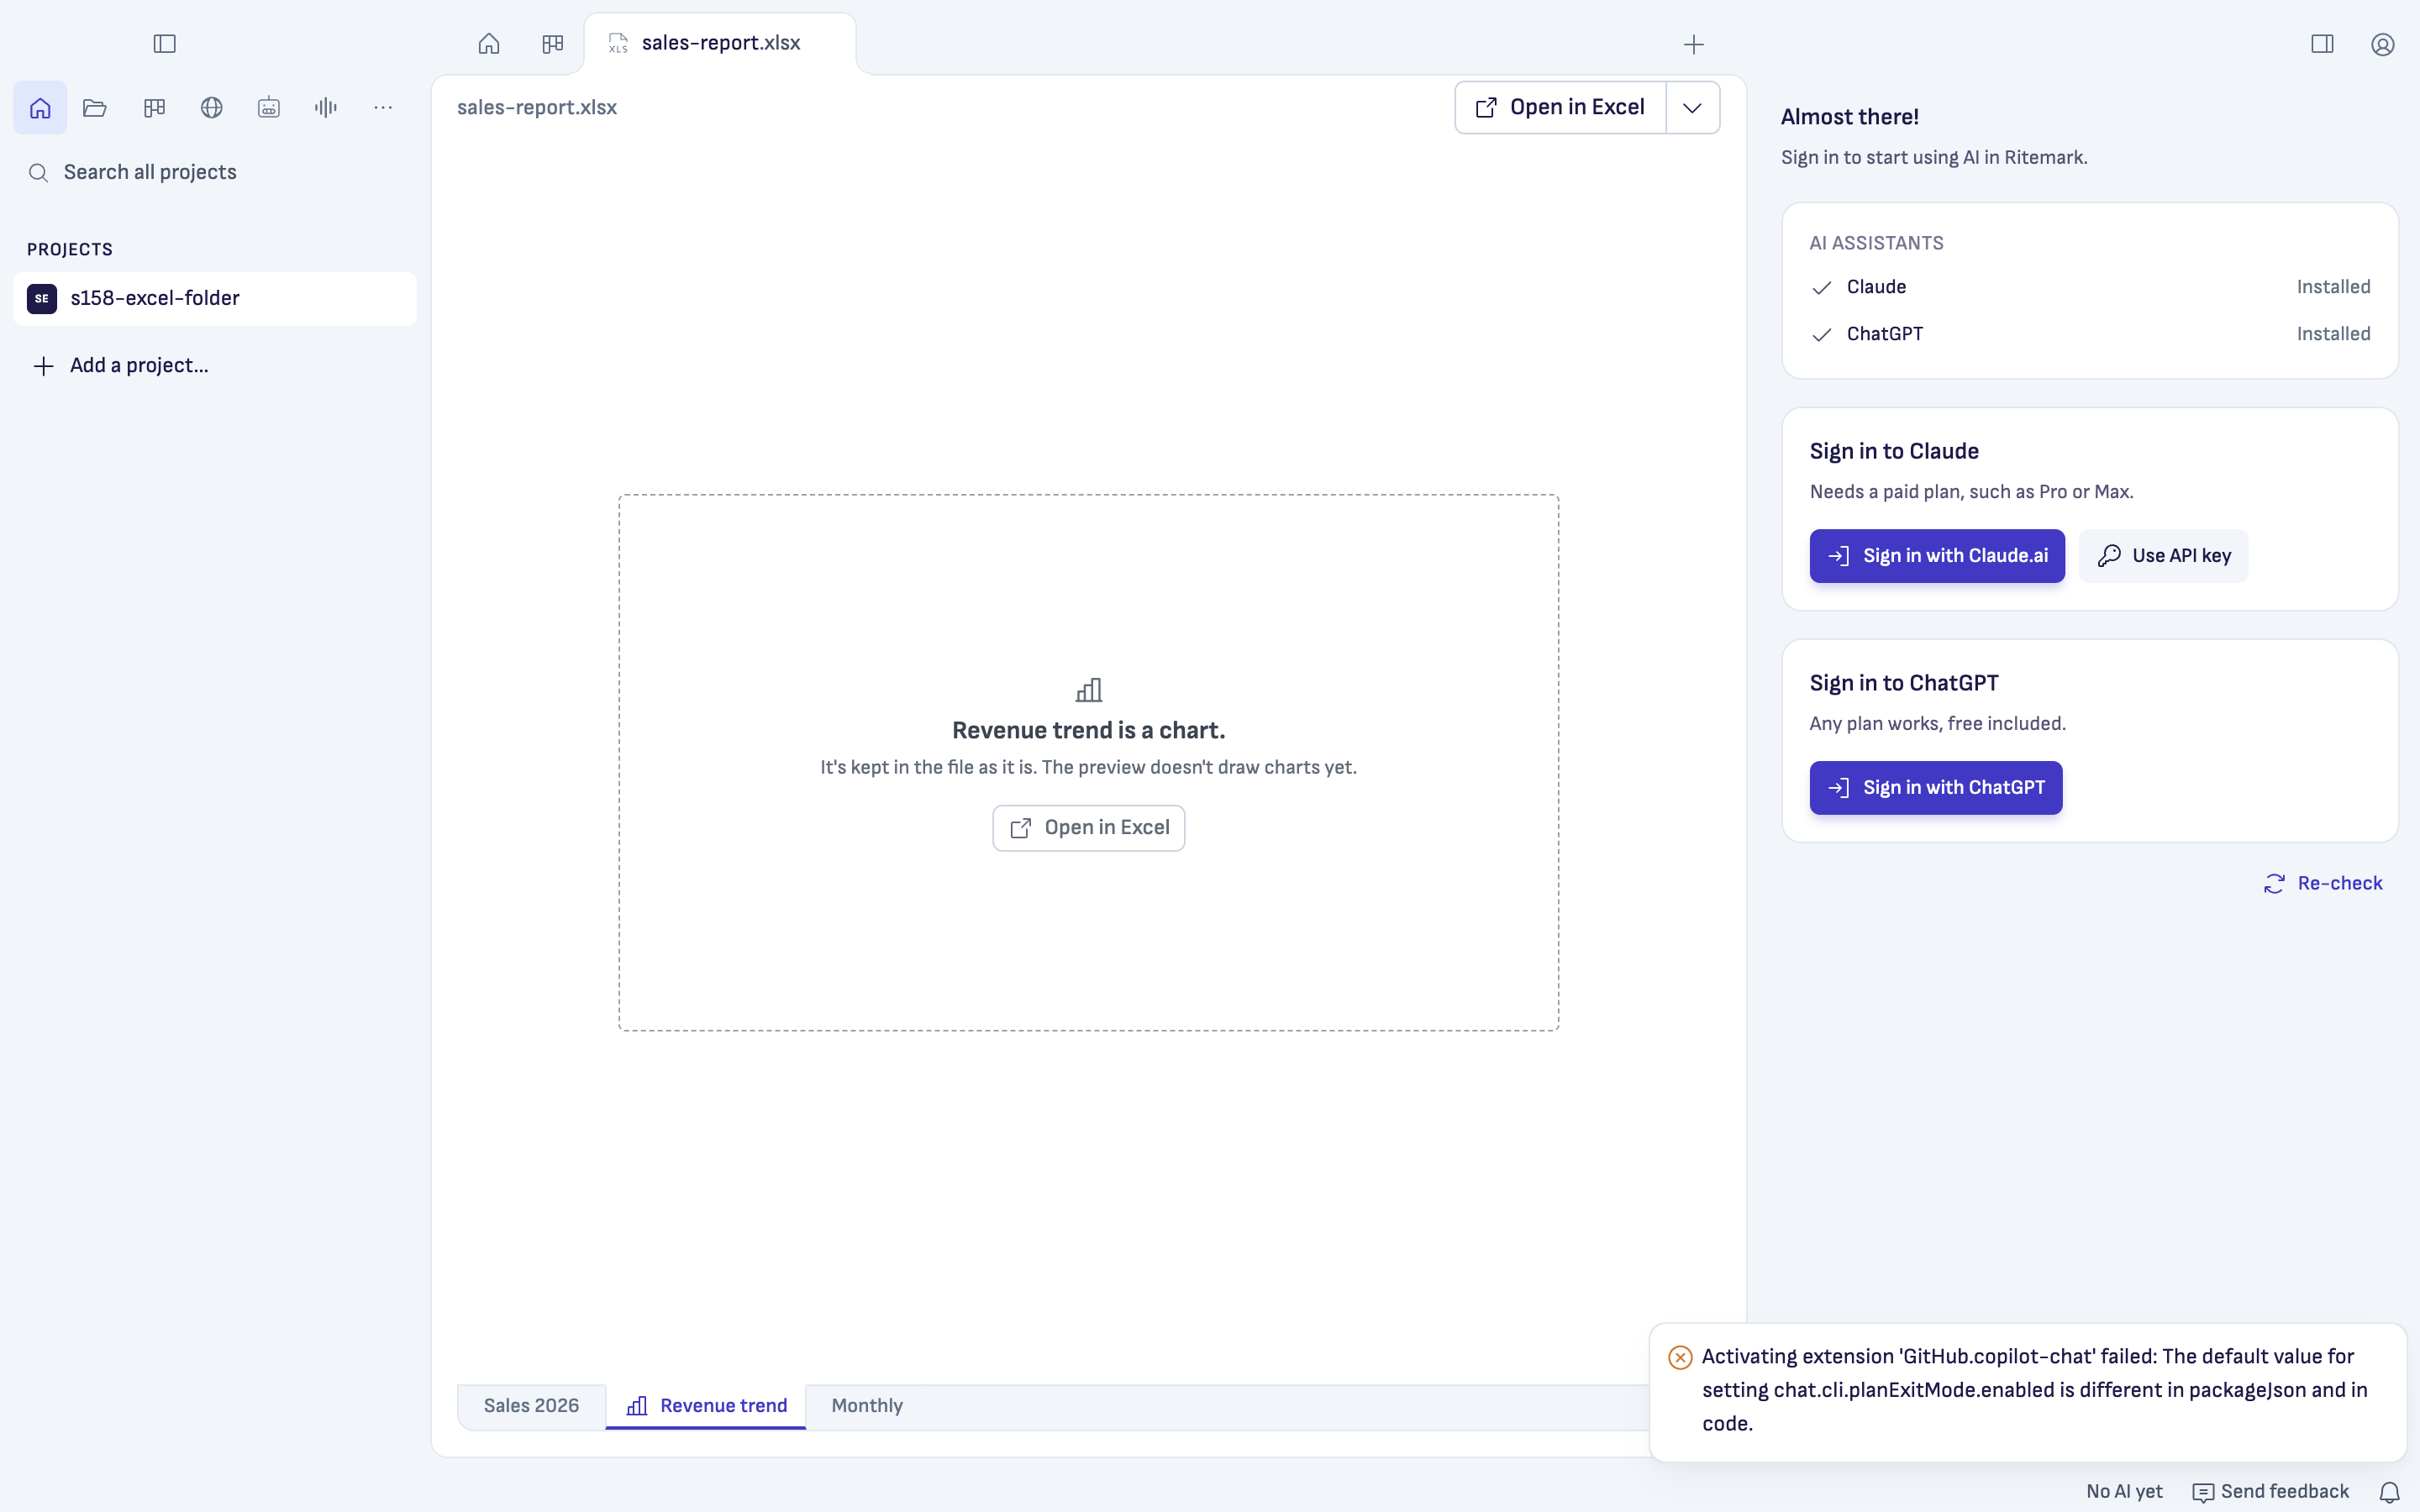 XLS
sales-report.xlsx
sales-report.xlsx
Open in Excel
Search all projects
PROJECTS
SE
s158-excel-folder
Add a project...
Revenue trend is a chart.
It's kept in the file as it is. The preview doesn't draw charts yet.
Open in Excel
Sales 2026
Revenue trend
Monthly
Almost there!
Sign in to start using AI in Ritemark.
AI ASSISTANTS
Claude
Installed
ChatGPT
Installed
Sign in to Claude
Needs a paid plan, such as Pro or Max.
Sign in with Claude.ai
Use API key
Sign in to ChatGPT
Any plan works, free included.
Sign in with ChatGPT
Re-check
Activating extension 'GitHub.copilot-chat' failed: The default value for
setting chat.cli.planExitMode.enabled is different in packageJson and in
code.
No AI yet
Send feedback